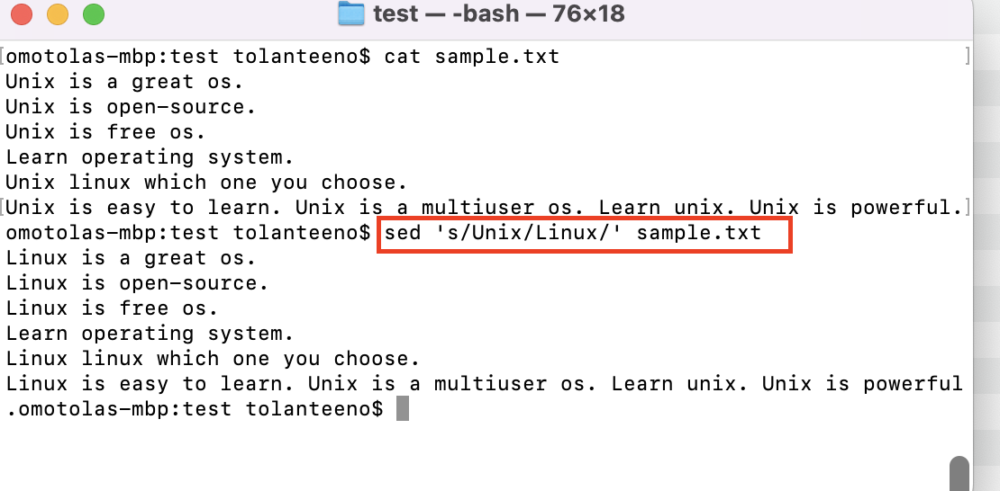 test — -bash — 76×18
[omotolas-mbp:test tolanteeno$ cat sample.txt ]
Unix is a great os.
Unix is open-source.
Unix is free os.
Learn operating system.
Unix linux which one you choose.
[Unix is easy to learn. Unix is a multiuser os. Learn unix. Unix is powerful.]
omotolas-mbp:test tolanteeno$ sed 's/Unix/Linux/' sample.txt
Linux is a great os.
Linux is open-source.
Linux is free os.
Learn operating system.
Linux linux which one you choose.
Linux is easy to learn. Unix is a multiuser os. Learn unix. Unix is powerful
.omotolas-mbp:test tolanteeno$